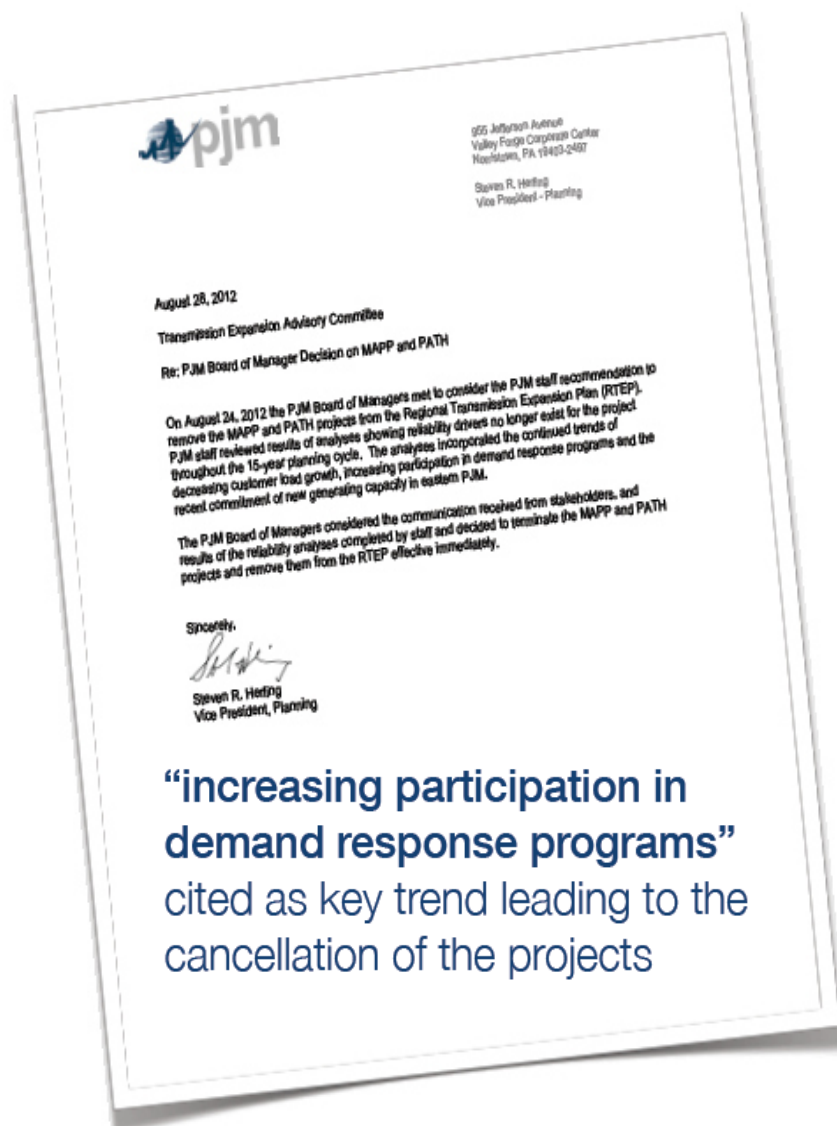 pjm
955 Jefferson Avenue
Valley Forge Corporate Center
Norristown, PA 19403-2497
Steven R. Herling
Vice President - Planning
August 28, 2012
Transmission Expansion Advisory Committee
Re: PJM Board of Manager Decision on MAPP and PATH
On August 24, 2012 the PJM Board of Managers met to consider the PJM staff recommendation to
remove the MAPP and PATH projects from the Regional Transmission Expansion Plan (RTEP).
PJM staff reviewed results of analyses showing reliability drivers no longer exist for the project
throughout the 15-year planning cycle. The analyses incorporated the continued trends of
decreasing customer load growth, increasing participation in demand response programs and the
recent commitment of new generating capacity in eastern PJM.
The PJM Board of Managers considered the communication received from stakeholders, and
results of the reliability analyses completed by staff and decided to terminate the MAPP and PATH
projects and remove them from the RTEP effective immediately.
Sincerely,
Steven R. Herling
Vice President, Planning
“increasing participation in
demand response programs”
cited as key trend leading to the
cancellation of the projects